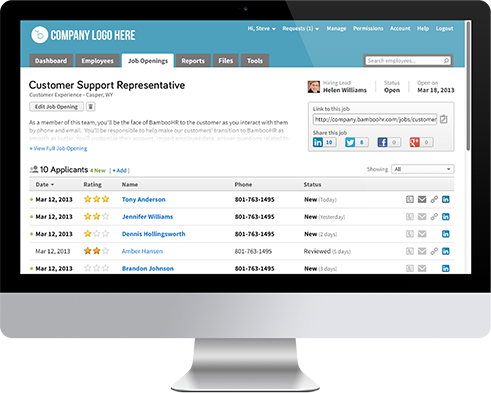 COMPANY LOGO HERE
Hi, Steve Requests (1) Manage Permissions Account Help Logout
Dashboard Employees Job Openings Reports Files Tools
Search employees...
Customer Support Representative
Customer Experience - Casper, WY
Edit Job Opening
Hiring Lead Status Open on
Helen Williams Open Mar 18, 2013
As a member of this team, you'll be the face of BambooHR to the customer as you interact with them
by phone and email. You'll be responsible to help make our customers' transition to BambooHR as
+ View Full Job Opening
Link to this job
http://company.bamboohr.com/jobs/customer
Share this job
in 10 8 f 0 g+ 0
10 Applicants 4 New | + Add |
Showing All
Date Rating Name Phone Status
Mar 12, 2013 Tony Anderson 801-763-1495 New (Today) in
Mar 12, 2013 Jennifer Williams 801-763-1495 New (Yesterday) in
Mar 12, 2013 Dennis Hollingsworth 801-763-1495 New (2 days) in
Mar 12, 2013 Amber Hansen 801-763-1495 Reviewed (5 days) in
Mar 12, 2013 Brandon Johnson 801-763-1495 New (3 days) in